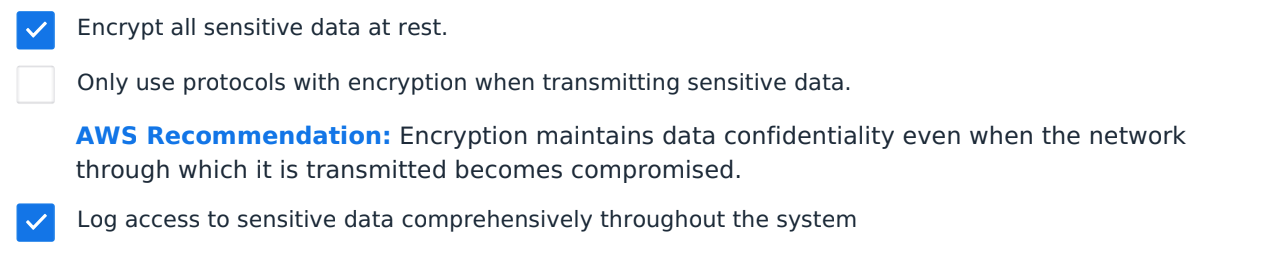 Encrypt all sensitive data at rest.
Only use protocols with encryption when transmitting sensitive data.
AWS Recommendation: Encryption maintains data confidentiality even when the network
through which it is transmitted becomes compromised.
Log access to sensitive data comprehensively throughout the system